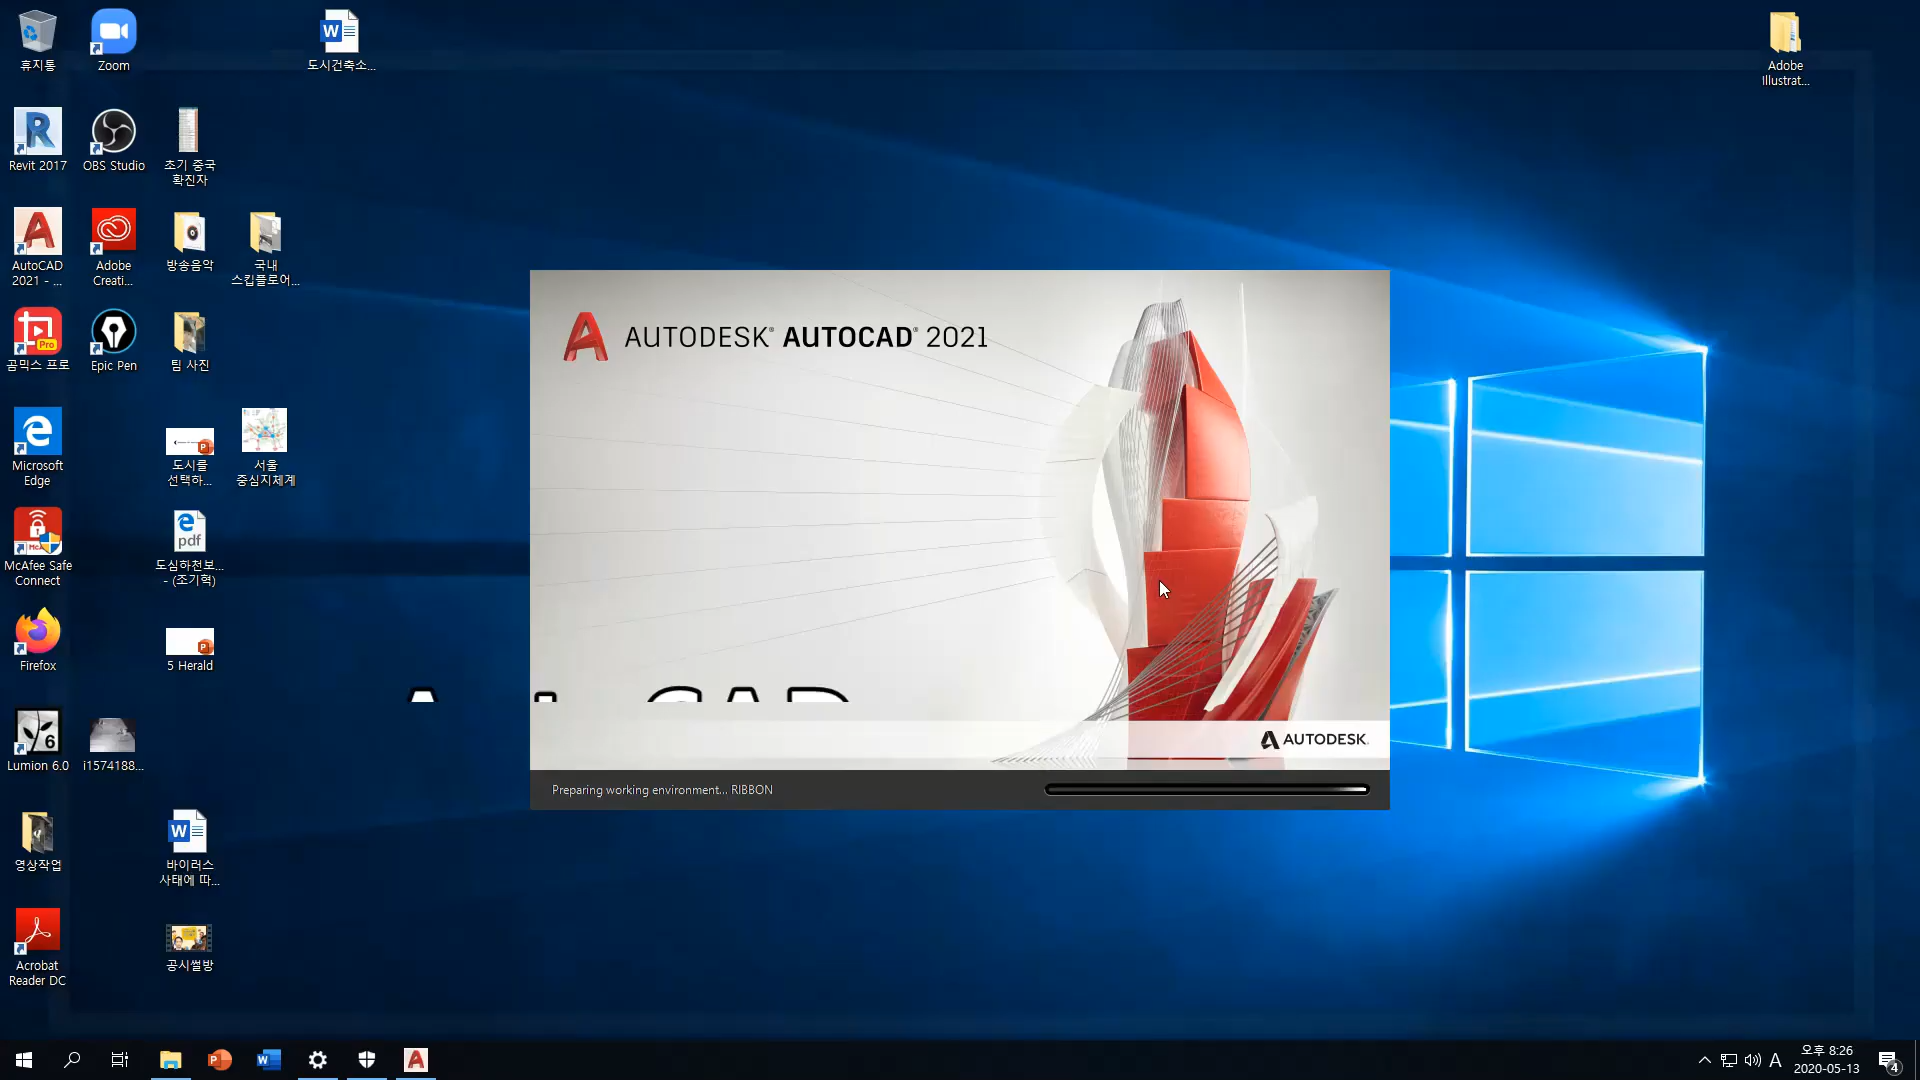 휴지통
Zoom
도시건축소...
Adobe
Illustrat...
Revit 2017
OBS Studio
초기 중국
확진자
AutoCAD
2021 - ...
Adobe
Creati...
방송음악
국내
스킵플로어...
곰믹스 프로
Epic Pen
팀 사진
Microsoft
Edge
도시를
선택하...
서울
중심지체계
McAfee Safe
Connect
pdf
도심하천보...
- (조기혁)
Firefox
5 Herald
Lumion 6.0
i1574188...
영상작업
바이러스
사태에 따...
Acrobat
Reader DC
공시썰방
AUTODESK® AUTOCAD® 2021
AUTODESK.
Preparing working environment... RIBBON
A
오후 8:26
2020-05-13
4